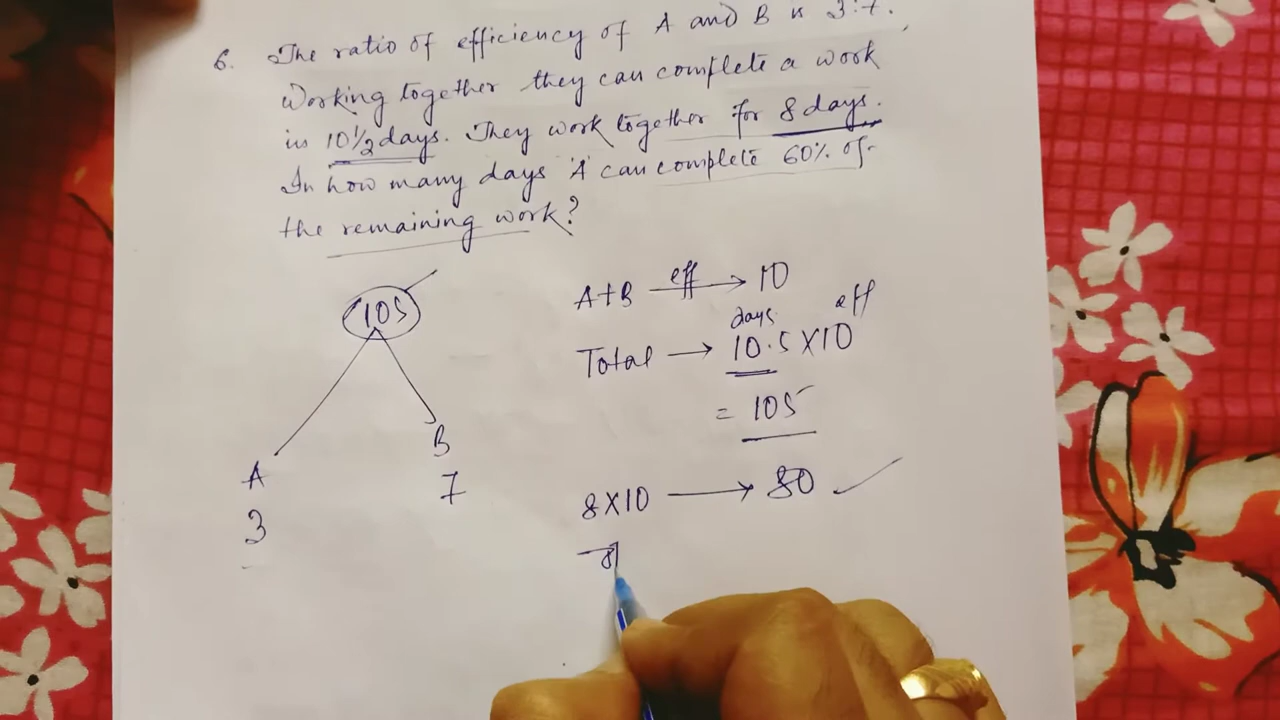 6. The ratio of efficiency of A and B is 3:7.
Working together they can complete a work
in 10 1/2 days. They work together for 8 days.
In how many days 'A' can complete 60% of
the remaining work?
105
A
3
B
7
A+B eff → 10
days eff
Total → 10.5 X 10
= 105
8X10 → 80 ✓